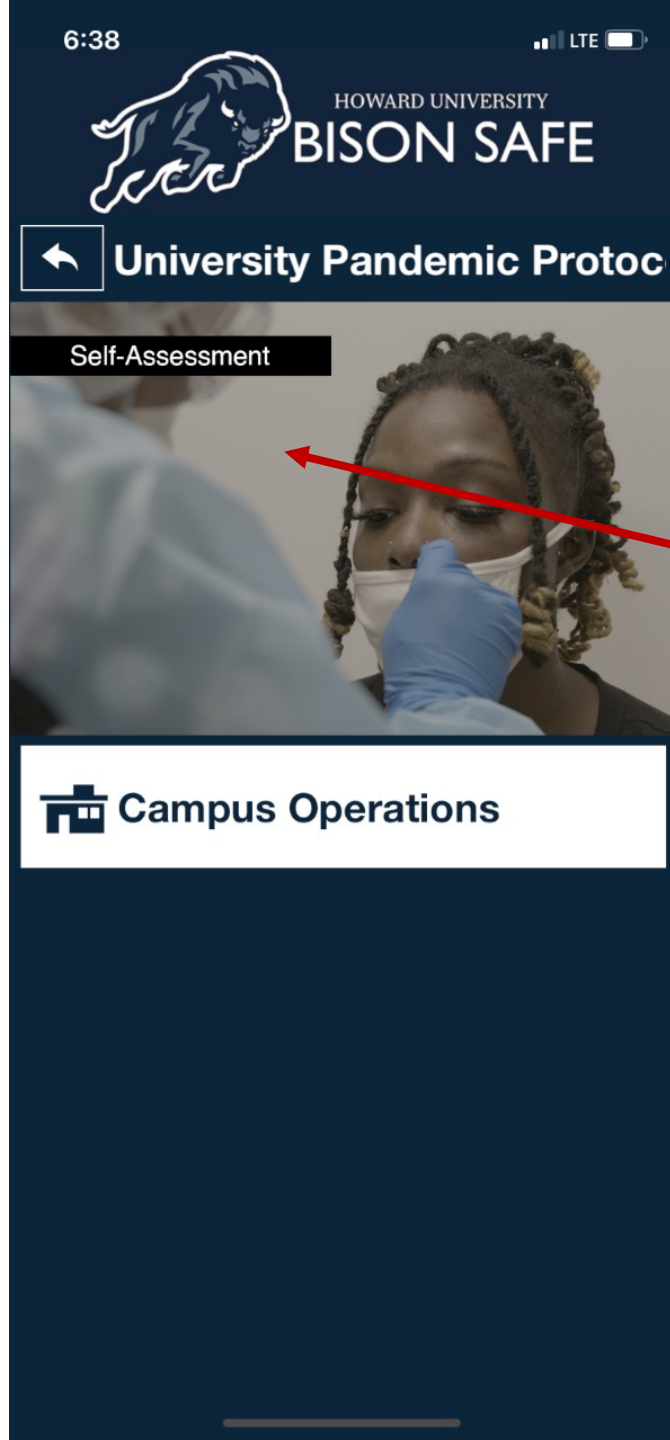 6:38
LTE
HOWARD UNIVERSITY
BISON SAFE
University Pandemic Protoc
Self-Assessment
Campus Operations